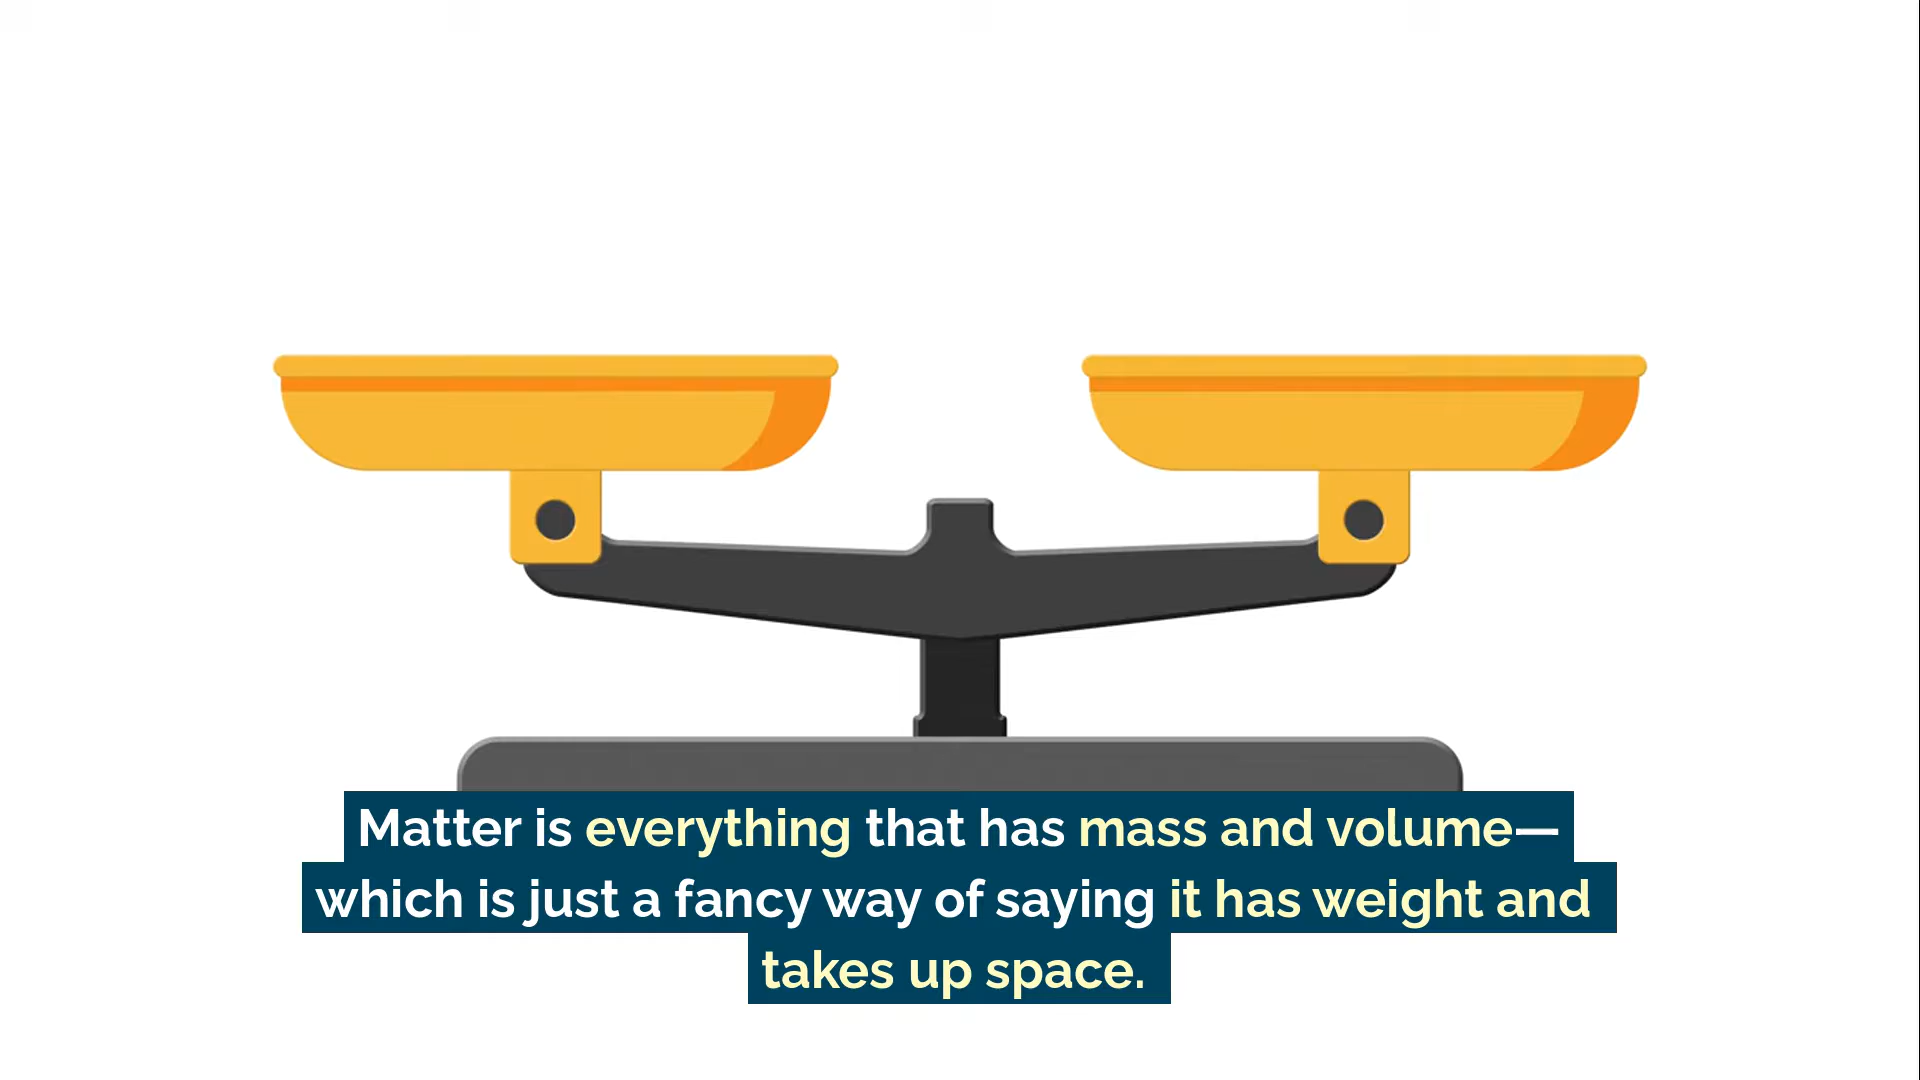 Matter is everything that has mass and volume—
which is just a fancy way of saying it has weight and
takes up space.